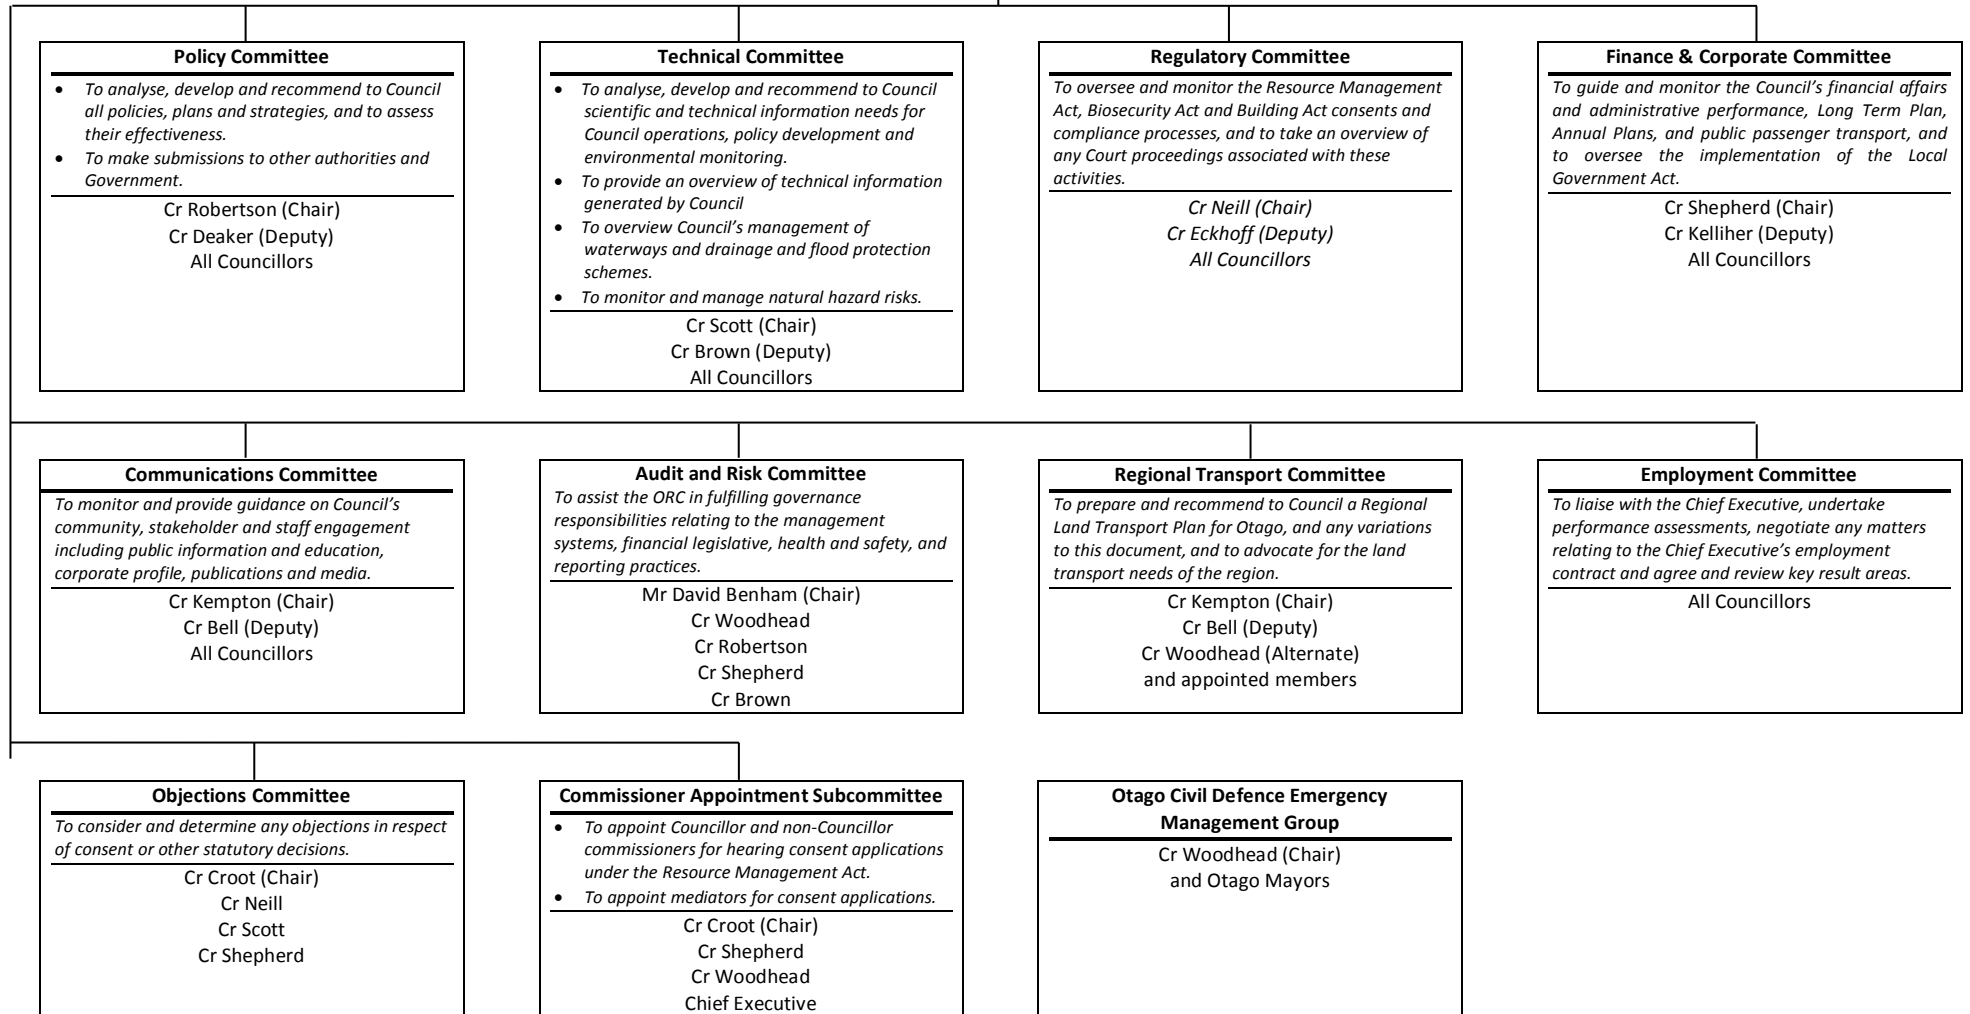 Policy Committee
• To analyse, develop and recommend to Council
all policies, plans and strategies, and to assess
their effectiveness.
• To make submissions to other authorities and
Government.
Cr Robertson (Chair)
Cr Deaker (Deputy)
All Councillors
Technical Committee
• To analyse, develop and recommend to Council
scientific and technical information needs for
Council operations, policy development and
environmental monitoring.
• To provide an overview of technical information
generated by Council
• To overview Council’s management of
waterways and drainage and flood protection
schemes.
• To monitor and manage natural hazard risks.
Cr Scott (Chair)
Cr Brown (Deputy)
All Councillors
Regulatory Committee
To oversee and monitor the Resource Management
Act, Biosecurity Act and Building Act consents and
compliance processes, and to take an overview of
any Court proceedings associated with these
activities.
Cr Neill (Chair)
Cr Eckhoff (Deputy)
All Councillors
Finance & Corporate Committee
To guide and monitor the Council’s financial affairs
and administrative performance, Long Term Plan,
Annual Plans, and public passenger transport, and
to oversee the implementation of the Local
Government Act.
Cr Shepherd (Chair)
Cr Kelliher (Deputy)
All Councillors
Communications Committee
To monitor and provide guidance on Council’s
community, stakeholder and staff engagement
including public information and education,
corporate profile, publications and media.
Cr Kempton (Chair)
Cr Bell (Deputy)
All Councillors
Audit and Risk Committee
To assist the ORC in fulfilling governance
responsibilities relating to the management
systems, financial legislative, health and safety, and
reporting practices.
Mr David Benham (Chair)
Cr Woodhead
Cr Robertson
Cr Shepherd
Cr Brown
Regional Transport Committee
To prepare and recommend to Council a Regional
Land Transport Plan for Otago, and any variations
to this document, and to advocate for the land
transport needs of the region.
Cr Kempton (Chair)
Cr Bell (Deputy)
Cr Woodhead (Alternate)
and appointed members
Employment Committee
To liaise with the Chief Executive, undertake
performance assessments, negotiate any matters
relating to the Chief Executive’s employment
contract and agree and review key result areas.
All Councillors
Objections Committee
To consider and determine any objections in respect
of consent or other statutory decisions.
Cr Croot (Chair)
Cr Neill
Cr Scott
Cr Shepherd
Commissioner Appointment Subcommittee
• To appoint Councillor and non-Councillor
commissioners for hearing consent applications
under the Resource Management Act.
• To appoint mediators for consent applications.
Cr Croot (Chair)
Cr Shepherd
Cr Woodhead
Chief Executive
Otago Civil Defence Emergency
Management Group
Cr Woodhead (Chair)
and Otago Mayors